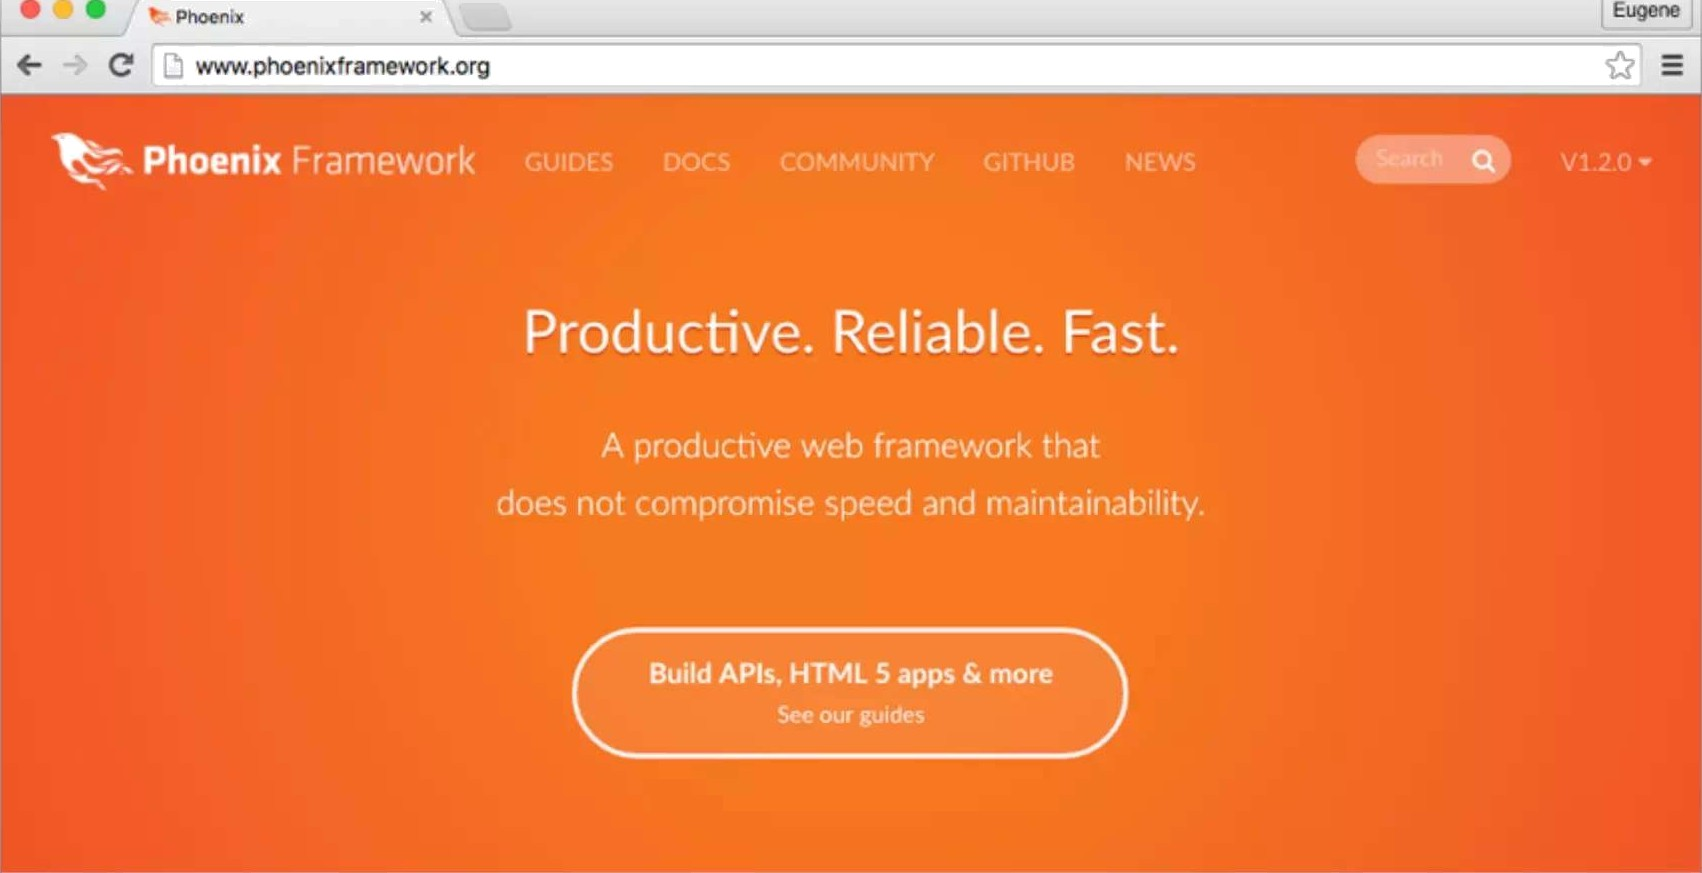 Phoenix
Eugene
www.phoenixframework.org
Phoenix Framework GUIDES DOCS COMMUNITY GITHUB NEWS Search V1.2.0
Productive. Reliable. Fast.
A productive web framework that
does not compromise speed and maintainability.
Build APIs, HTML 5 apps & more
See our guides